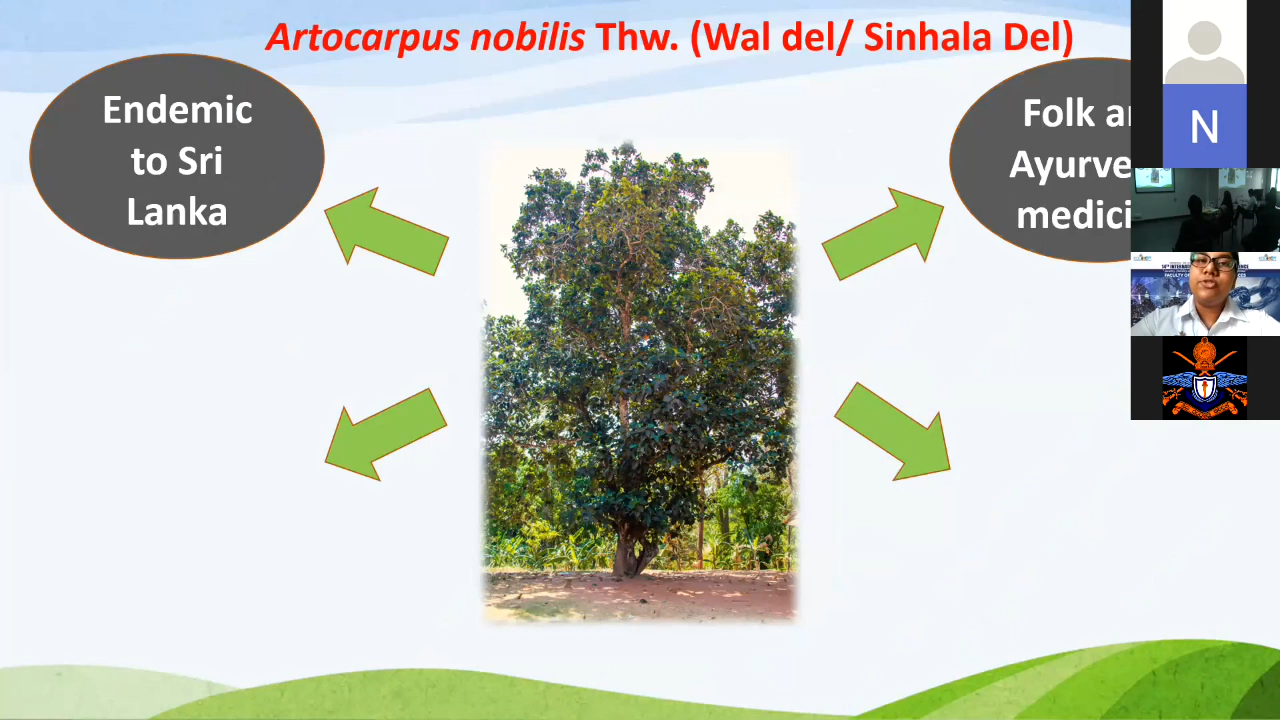 Artocarpus nobilis Thw. (Wal del/ Sinhala Del)
Endemic
to Sri
Lanka
Folk
Ayurve
medici
N